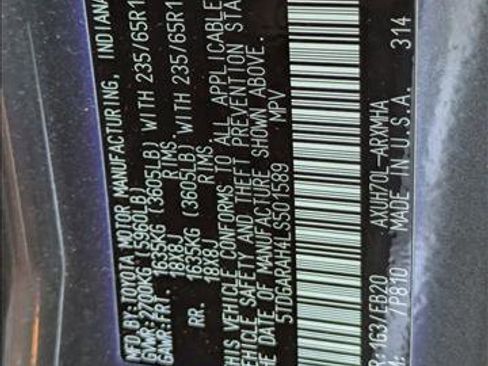 MFD BY: TOYOTA MOTOR MANUFACTURING, INDIANA
GVWR: 2700KG (5960LB)
GAWR: FRT 1635KG (3605LB) WITH 235/65R1
18X8J RIMS,
RR. 1635KG (3605LB) WITH 235/65R1
18X8J RIMS,
THIS VEHICLE CONFORMS TO ALL APPLICABLE
VEHICLE SAFETY AND THEFT PREVENTION STA
THE DATE OF MANUFACTURE SHOWN ABOVE.
5TDGARAH4LS501589 MPV
R: 1G3/EB20 AXUH70L-ARXMHA
M: /P810 MADE IN U.S.A. 314